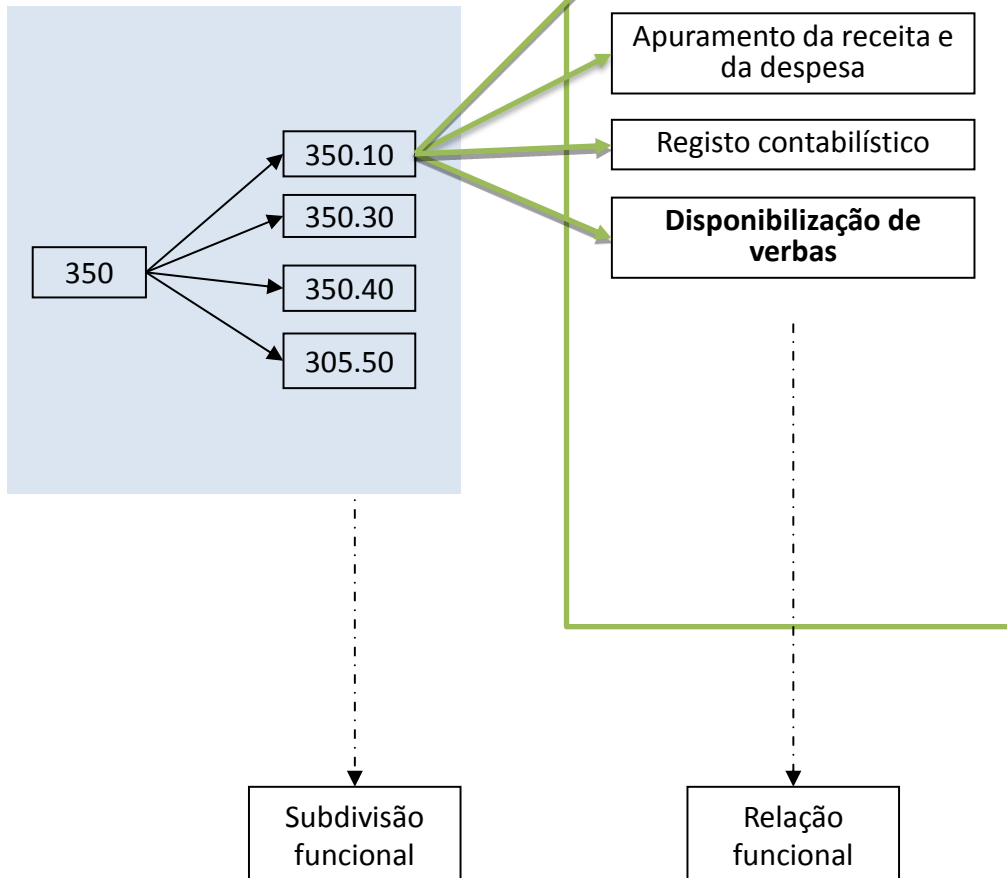 350
350.10
350.30
350.40
305.50
Apuramento da receita e
da despesa
Registo contabilístico
Disponibilização de
verbas
Subdivisão
funcional
Relação
funcional